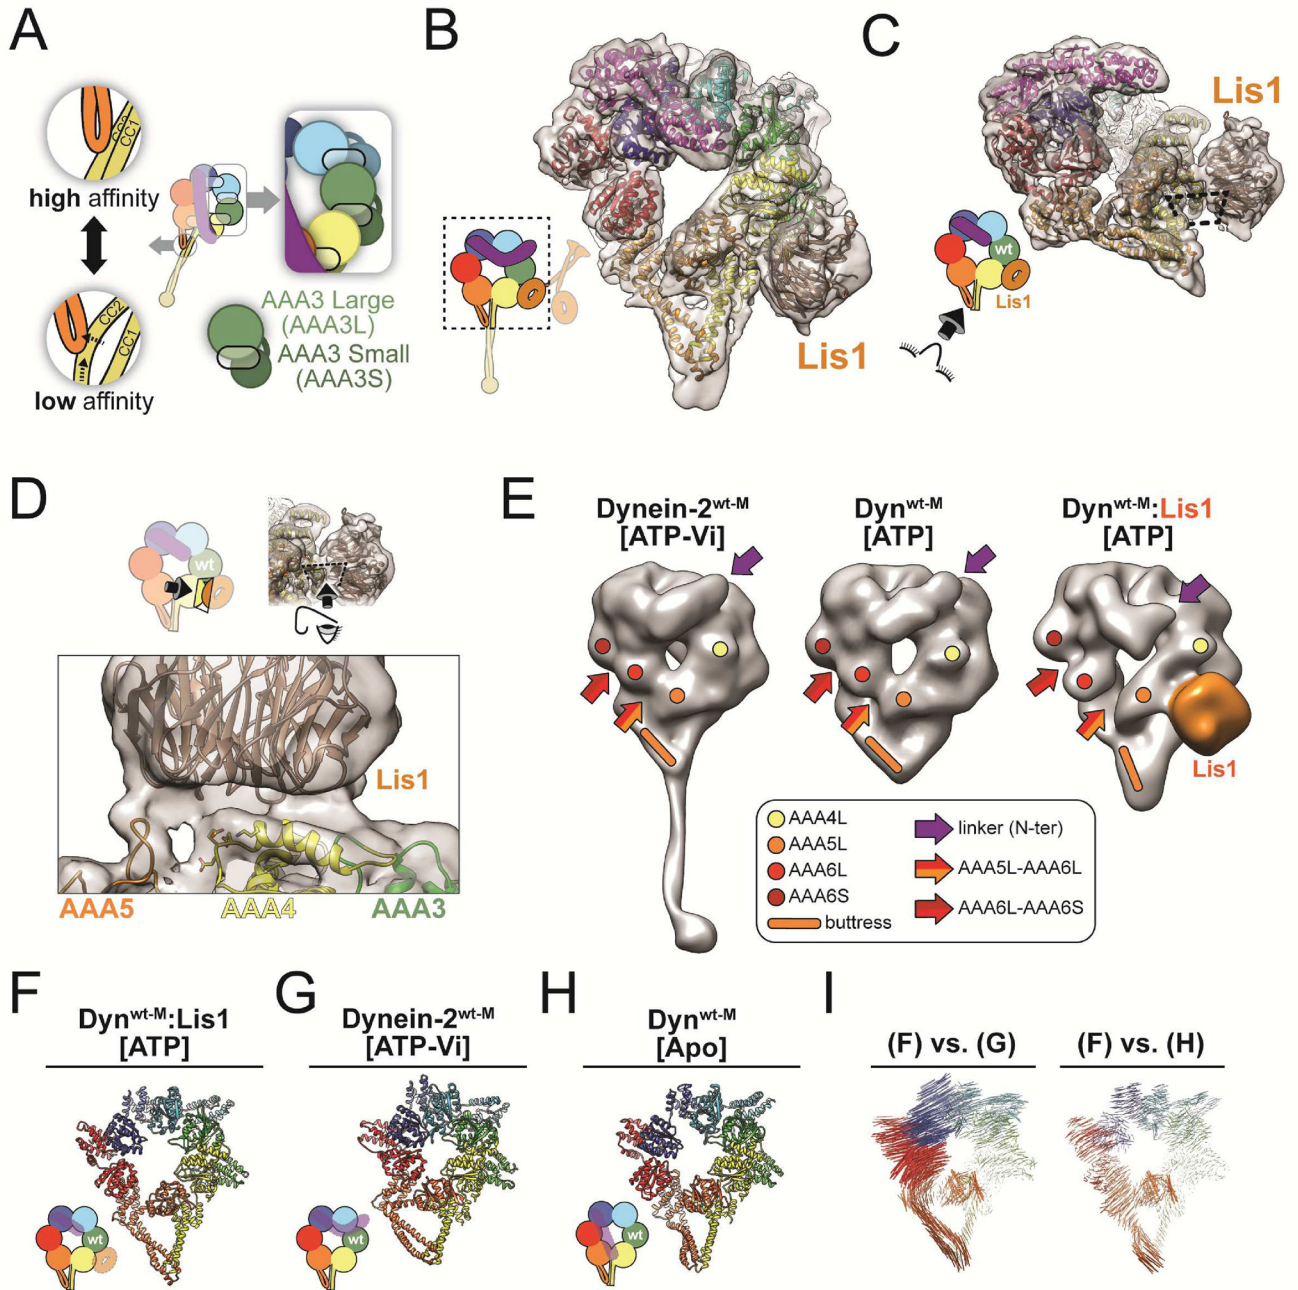 A
CC2
CC1
high affinity
CC2
CC1
low affinity
AAA3 Large
(AAA3L)
AAA3 Small
(AAA3S)
B
Lis1
C
Lis1
wt
Lis1
D
wt
Lis1
AAA5
AAA4
AAA3
E
Dynein-2wt-M
[ATP-Vi]
Dynwt-M
[ATP]
Dynwt-M:Lis1
[ATP]
Lis1
AAA4L
AAA5L
AAA6L
AAA6S
buttress
linker (N-ter)
AAA5L-AAA6L
AAA6L-AAA6S
F
Dynwt-M:Lis1
[ATP]
wt
G
Dynein-2wt-M
[ATP-Vi]
wt
H
Dynwt-M
[Apo]
wt
I
(F) vs. (G)
(F) vs. (H)